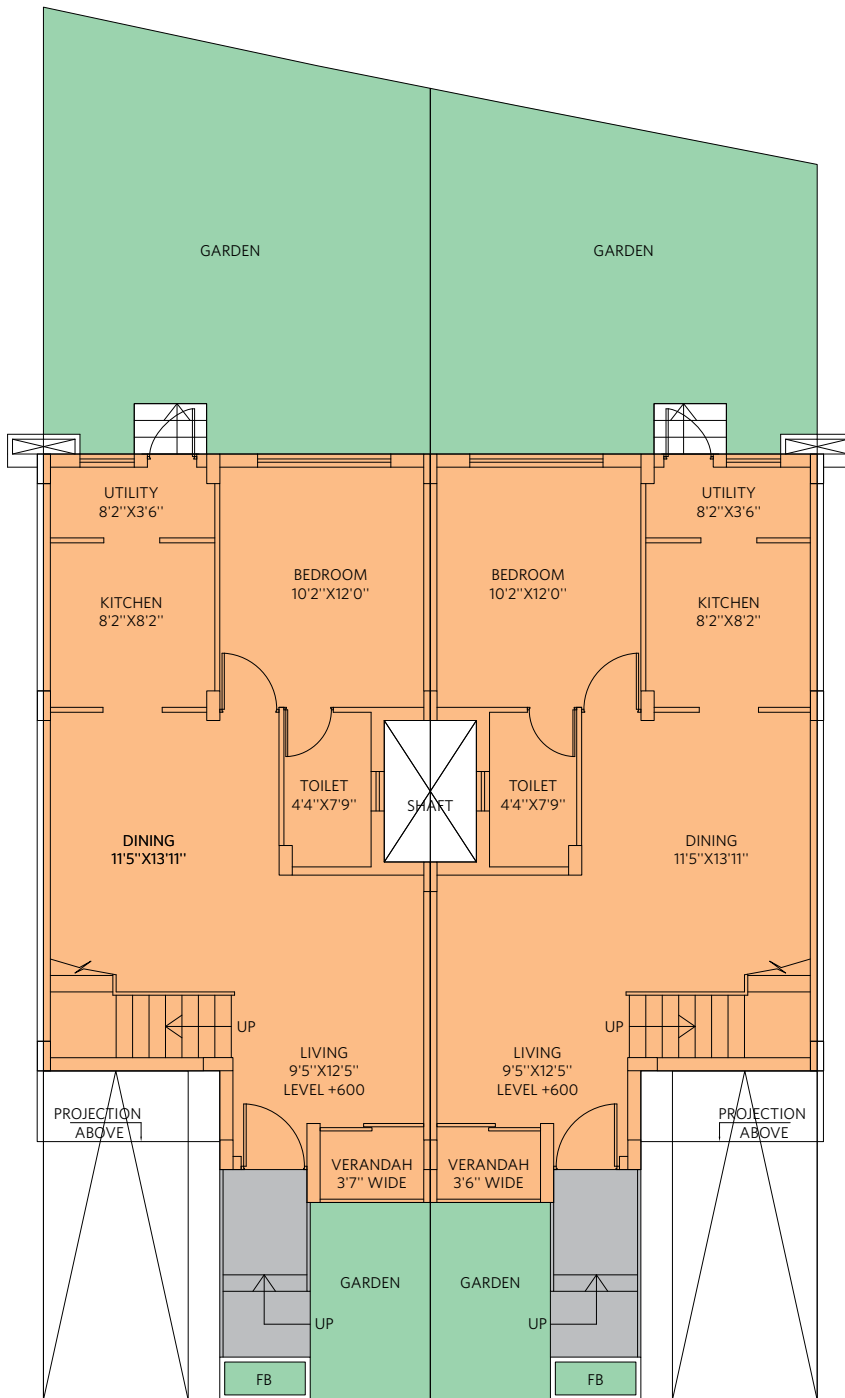 GARDEN
GARDEN
UTILITY
8'2''X3'6''
UTILITY
8'2''X3'6''
BEDROOM
10'2''X12'0''
BEDROOM
10'2''X12'0''
KITCHEN
8'2''X8'2''
KITCHEN
8'2''X8'2''
TOILET
4'4''X7'9''
SHAFT
TOILET
4'4''X7'9''
DINING
11'5''X13'11''
DINING
11'5''X13'11''
UP
UP
LIVING
9'5''X12'5''
LEVEL +600
LIVING
9'5''X12'5''
LEVEL +600
PROJECTION
ABOVE
PROJECTION
ABOVE
VERANDAH
3'7'' WIDE
VERANDAH
3'6'' WIDE
GARDEN
GARDEN
UP
UP
FB
FB